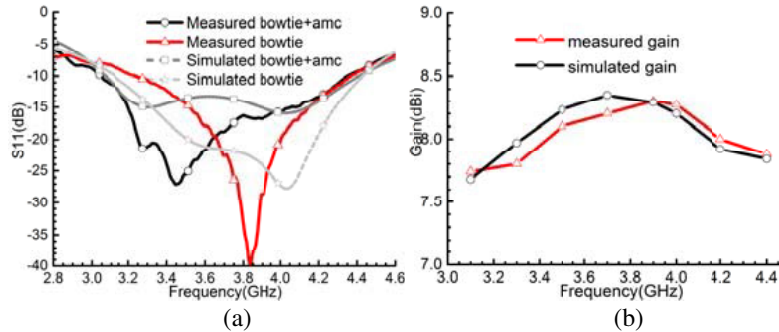 S11(dB)
0
-5
-10
-15
-20
-25
-30
-35
-40
Measured bowtie+amc
Measured bowtie
Simulated bowtie+amc
Simulated bowtie
2.8 3.0 3.2 3.4 3.6 3.8 4.0 4.2 4.4 4.6
Frequency(GHz)
(a)
Gain(dBi)
9.0
8.5
8.0
7.5
7.0
measured gain
simulated gain
3.0 3.2 3.4 3.6 3.8 4.0 4.2 4.4
Frequency(GHz)
(b)